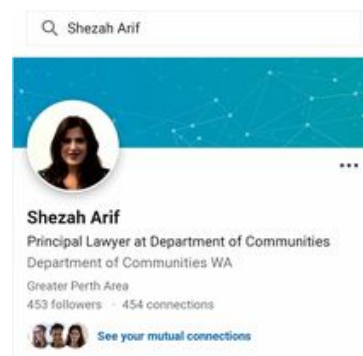 Shezah Arif
Shezah Arif
Principal Lawyer at Department of Communities
Department of Communities WA
Greater Perth Area
453 followers · 454 connections
See your mutual connections